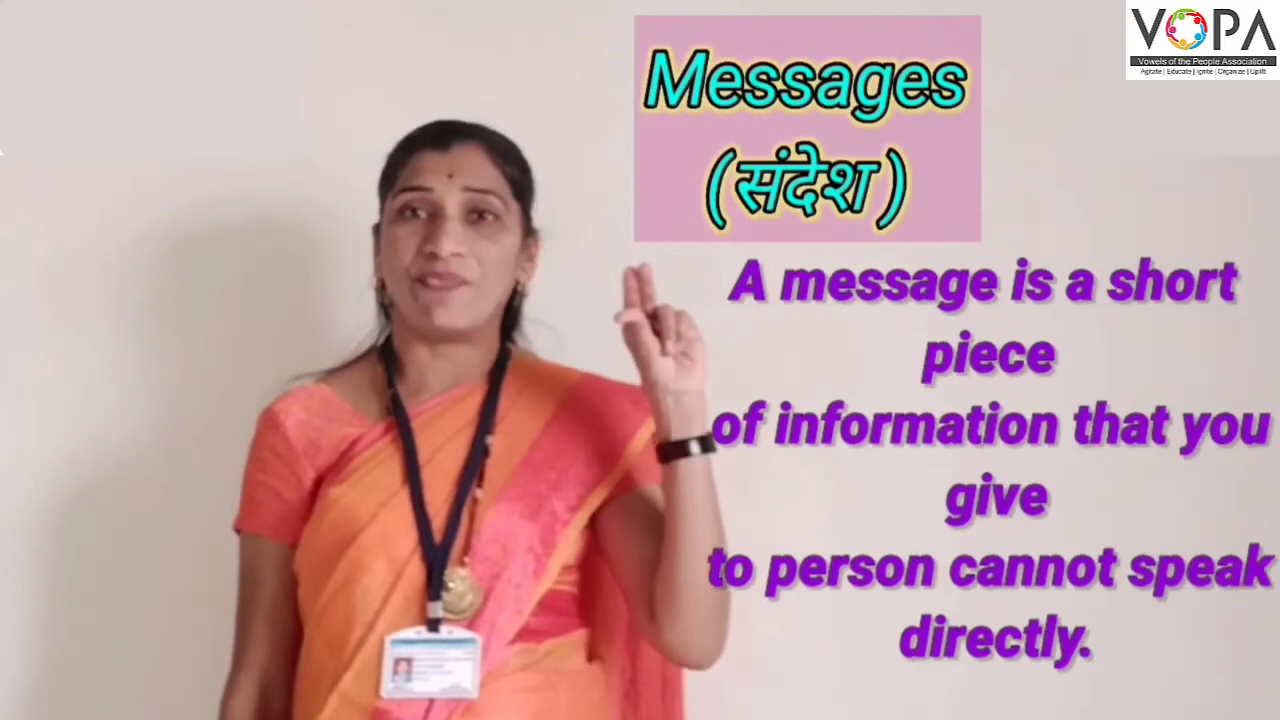 VOPA
Vowels of the People Association
Agitate | Educate | Ignite | Organize | Uplift
Messages
(संदेश)
A message is a short
piece
of information that you
give
to person cannot speak
directly.